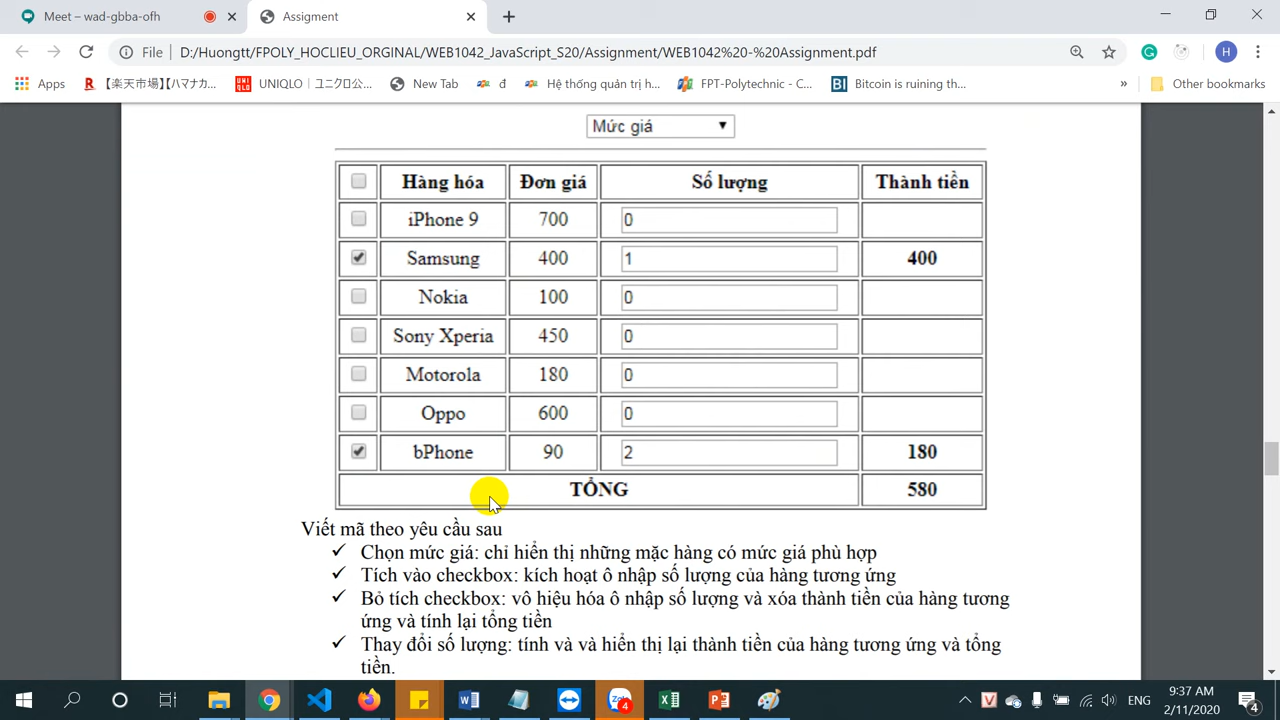 Meet – wad-gbba-ofh
Assigment
File D:/Huongtt/FPOLY_HOCLIEU_ORGINAL/WEB1042_JavaScript_S20/Assignment/WEB1042%20-%20Assignment.pdf
Apps 【楽天市場】【ハマナカ... UNIQLO｜ユニクロ公... New Tab đ Hệ thống quản trị h... FPT-Polytechnic - C... Bitcoin is ruining th... » Other bookmarks
Mức giá
Hàng hóa Đơn giá Số lượng Thành tiền
iPhone 9 700 0
Samsung 400 1 400
Nokia 100 0
Sony Xperia 450 0
Motorola 180 0
Oppo 600 0
bPhone 90 2 180
TỔNG 580
Viết mã theo yêu cầu sau
✓ Chọn mức giá: chỉ hiển thị những mặc hàng có mức giá phù hợp
✓ Tích vào checkbox: kích hoạt ô nhập số lượng của hàng tương ứng
✓ Bỏ tích checkbox: vô hiệu hóa ô nhập số lượng và xóa thành tiền của hàng tương
ứng và tính lại tổng tiền
✓ Thay đổi số lượng: tính và và hiển thị lại thành tiền của hàng tương ứng và tổng
tiền.
ENG 9:37 AM
2/11/2020